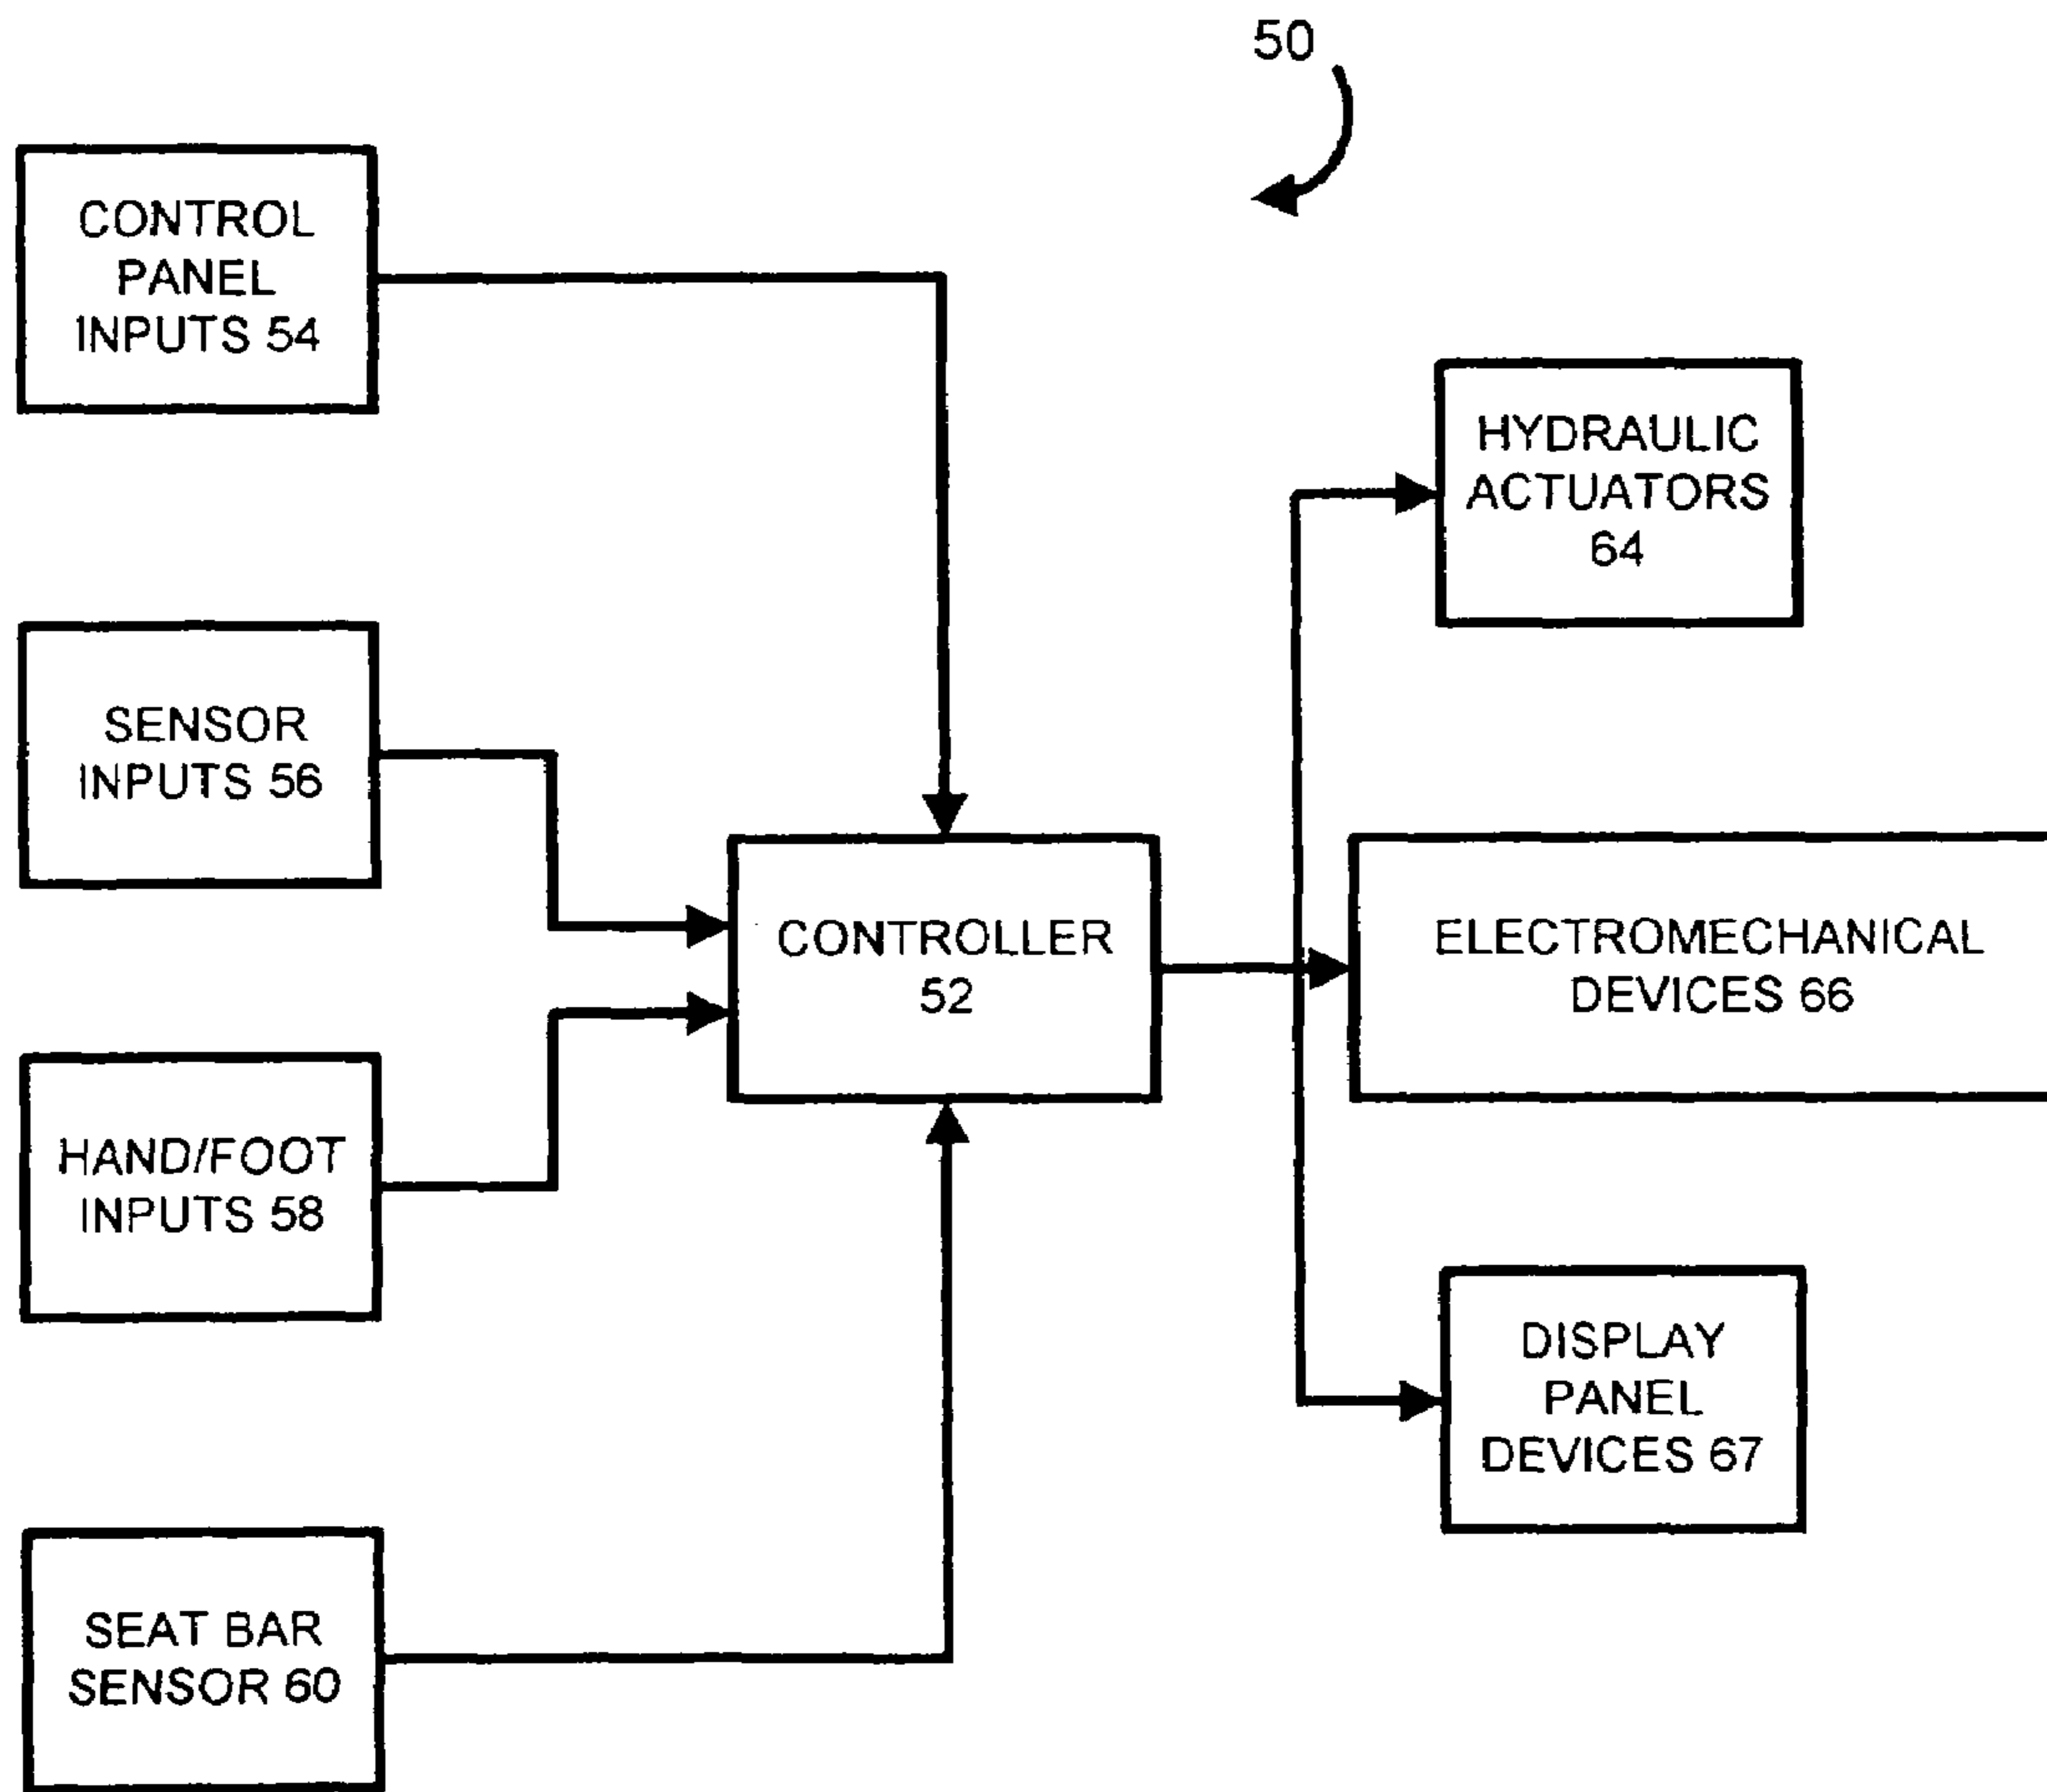 50
CONTROL
PANEL
INPUTS 54
HYDRAULIC
ACTUATORS
64
SENSOR
INPUTS 56
CONTROLLER
52
ELECTROMECHANICAL
DEVICES 66
HAND/FOOT
INPUTS 58
DISPLAY
PANEL
DEVICES 67
SEAT BAR
SENSOR 60